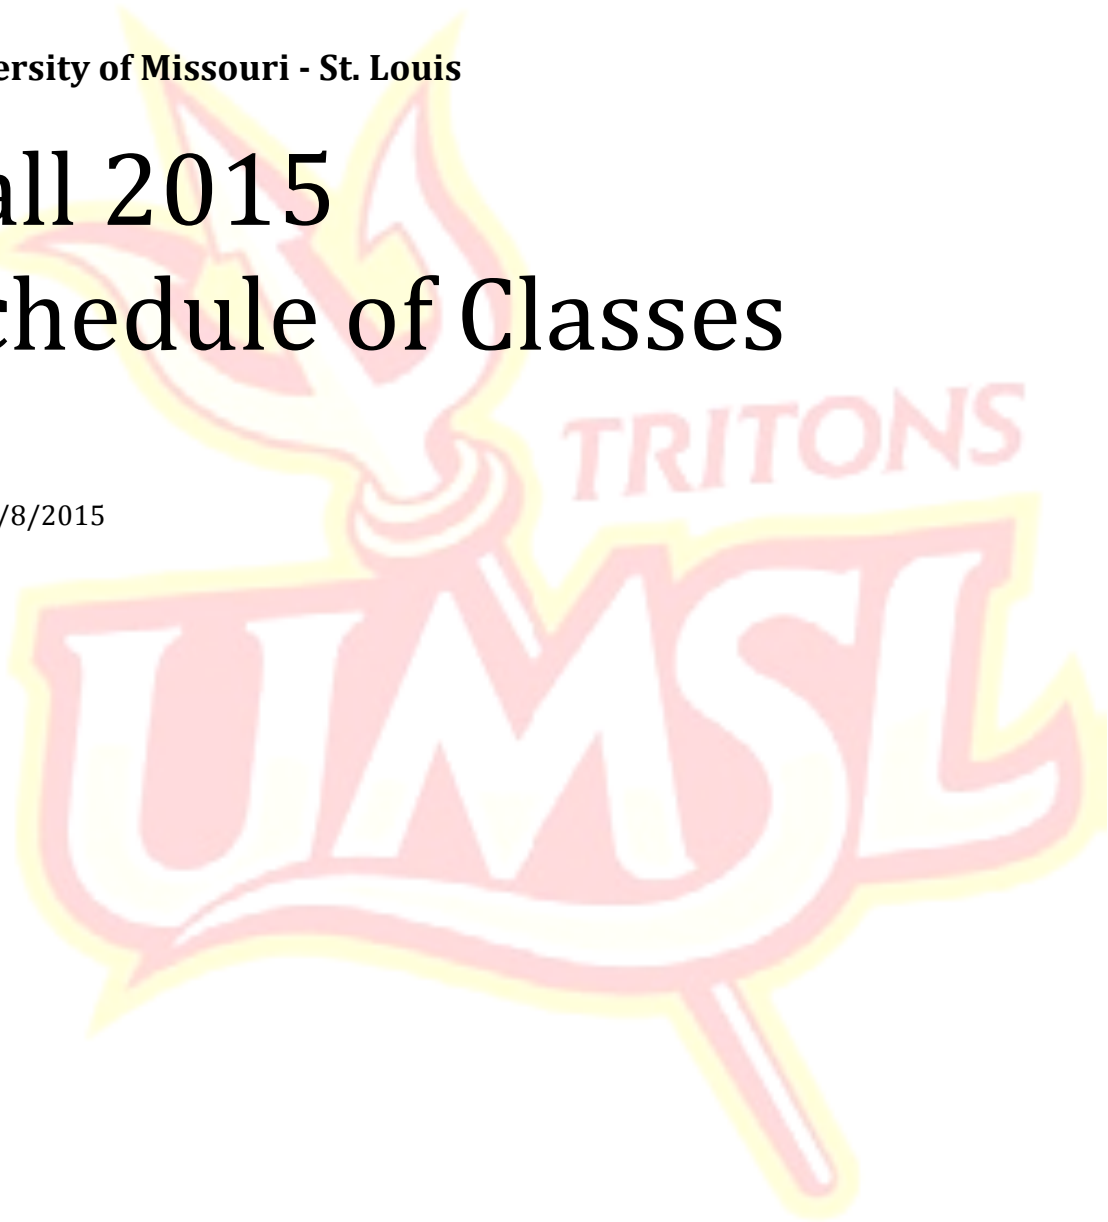 ersity of Missouri - St. Louis
all 2015
chedule of Classes
TRITONS
/8/2015
UMSL